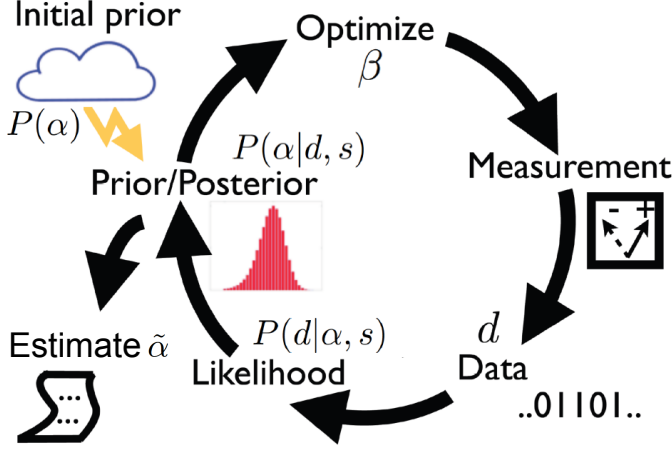 Initial prior
P(α)
Optimize
β
P(α|d, s)
Prior/Posterior
Measurement
- +
Estimate α̃
...
...
P(d|α, s)
Likelihood
d
Data
..01101..